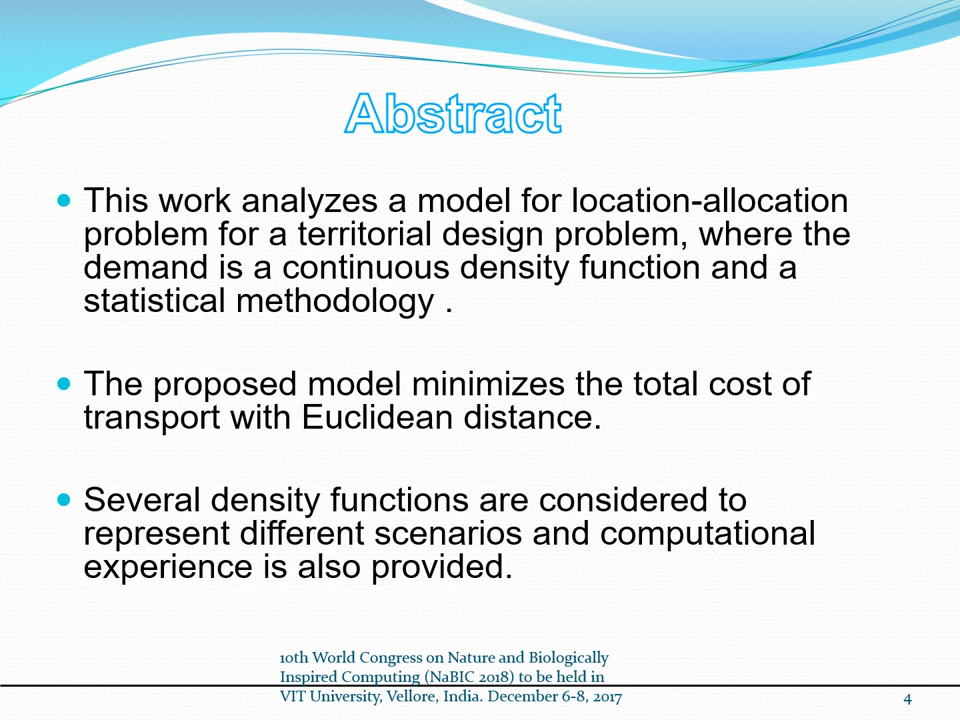 Abstract
• This work analyzes a model for location-allocation
problem for a territorial design problem, where the
demand is a continuous density function and a
statistical methodology .
• The proposed model minimizes the total cost of
transport with Euclidean distance.
• Several density functions are considered to
represent different scenarios and computational
experience is also provided.
10th World Congress on Nature and Biologically
Inspired Computing (NaBIC 2018) to be held in
VIT University, Vellore, India. December 6-8, 2017
4